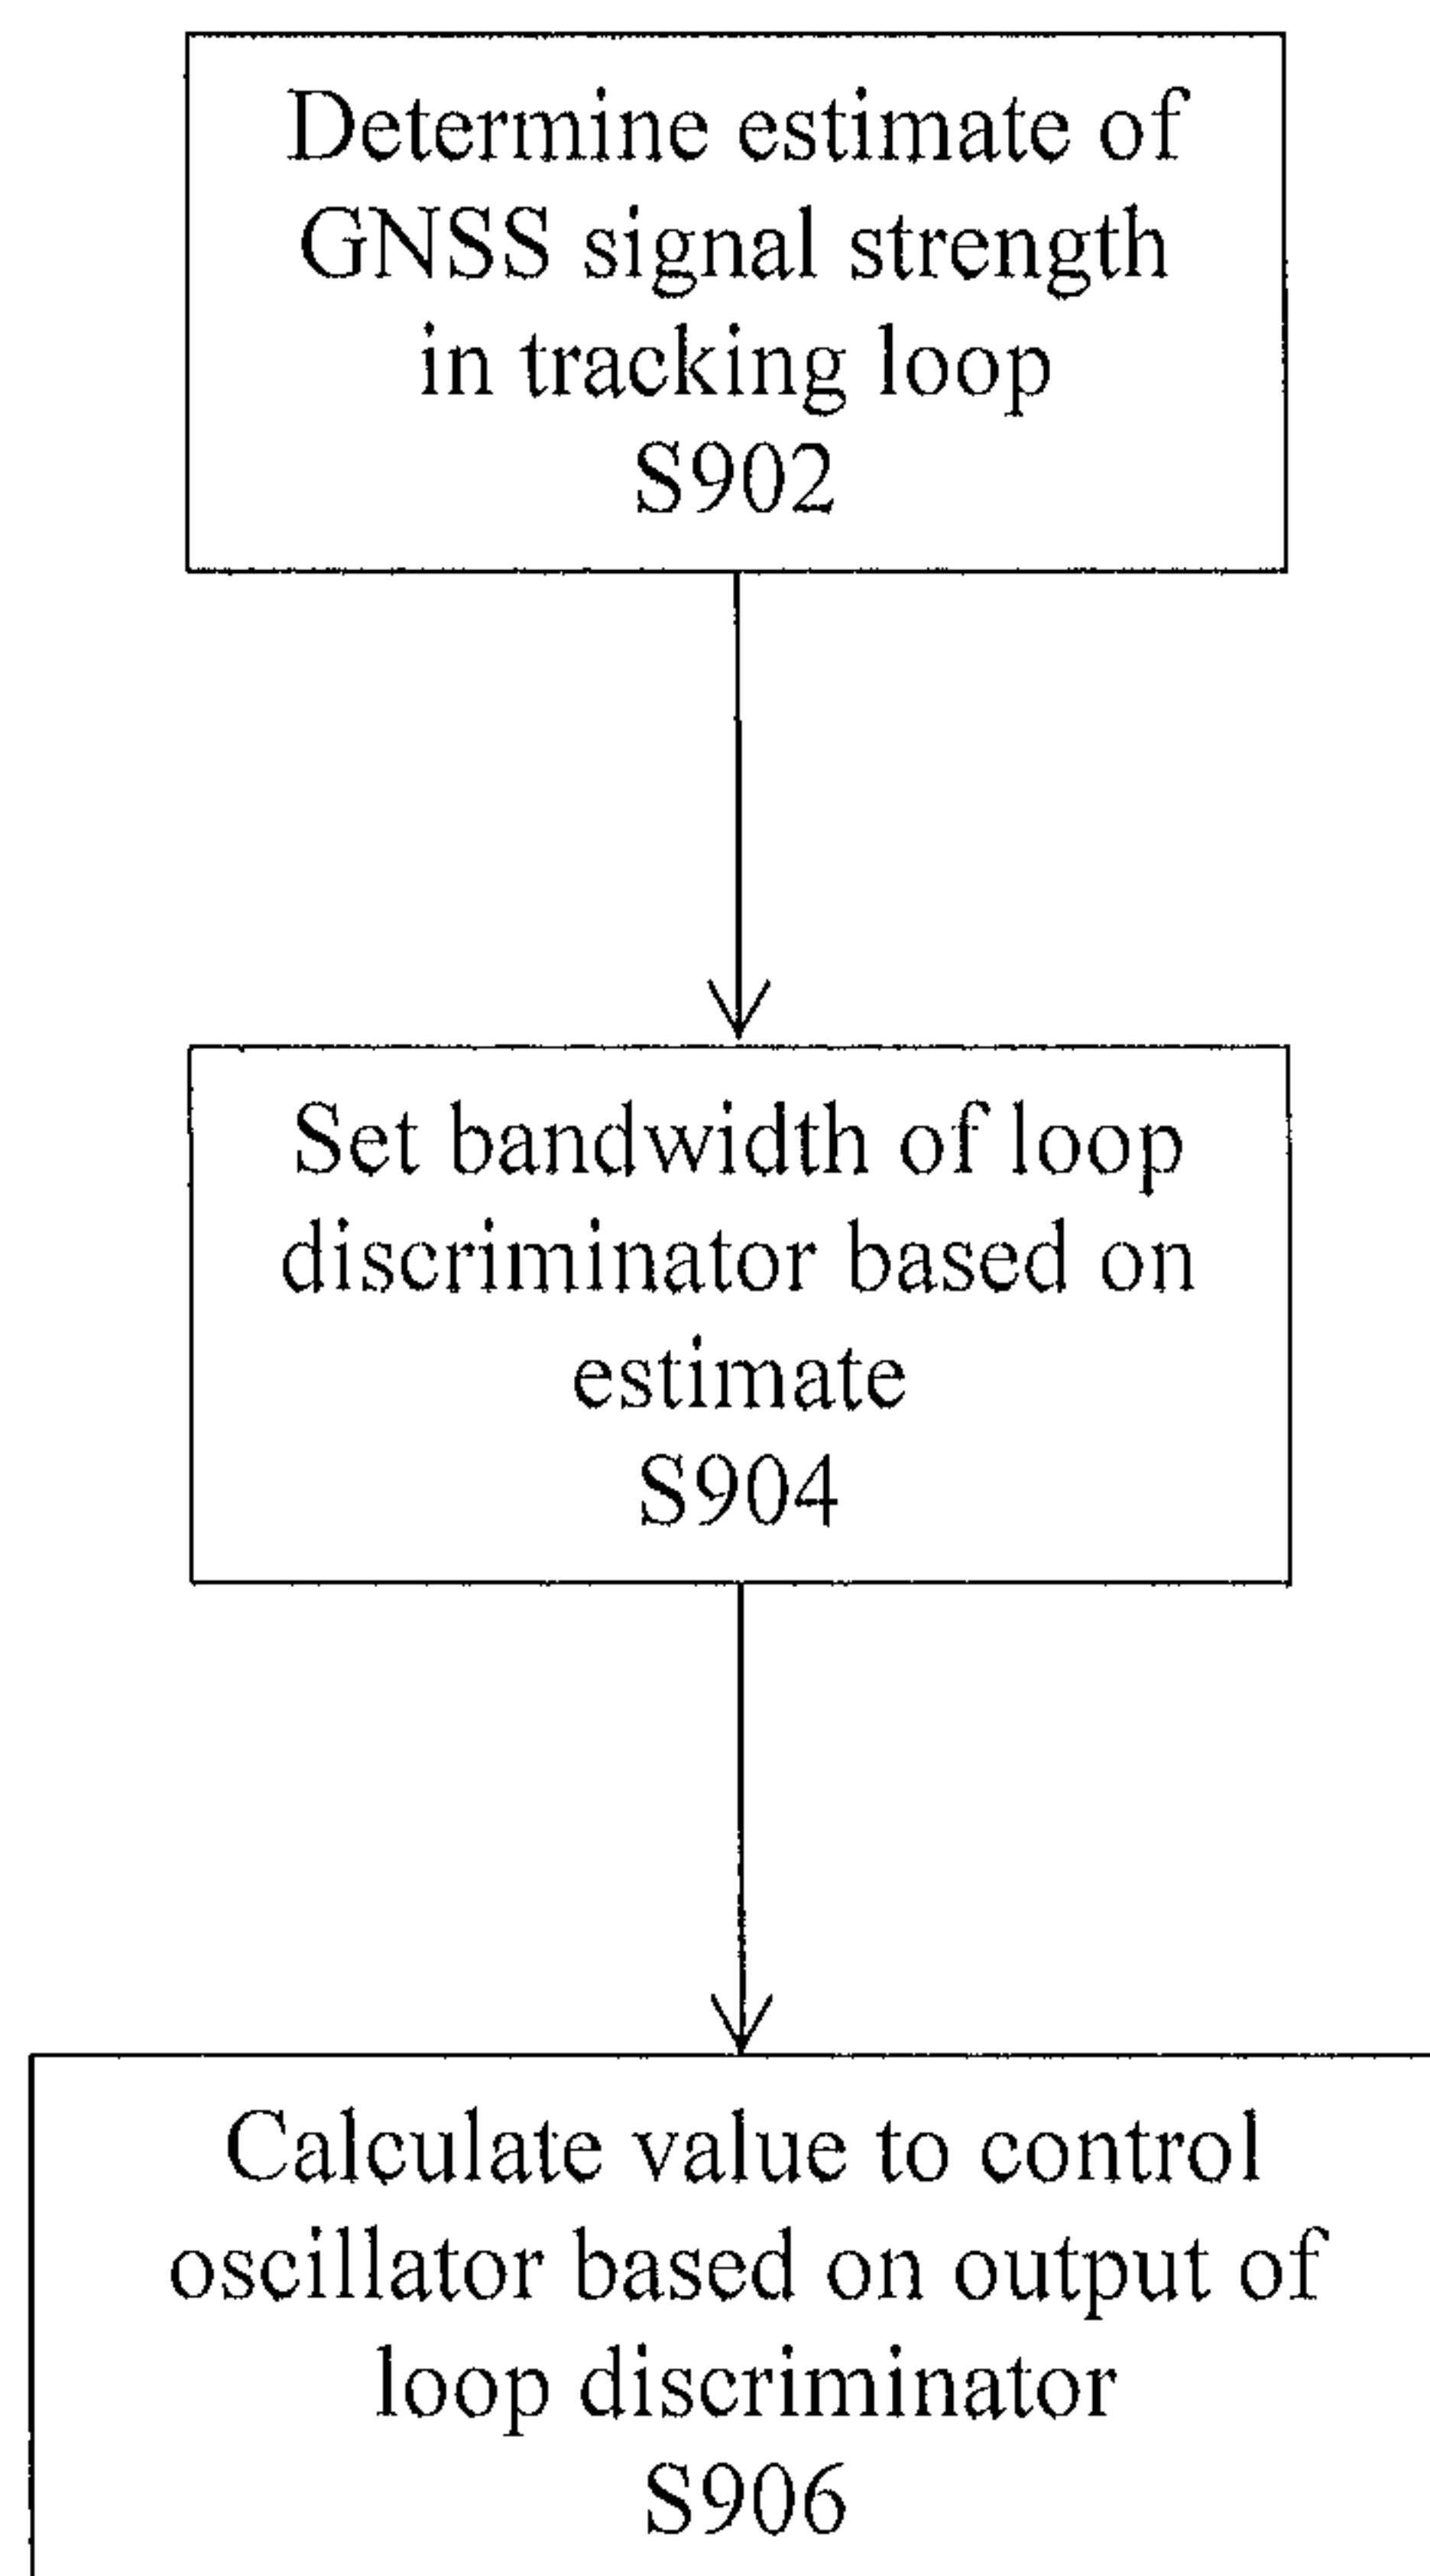 Determine estimate of
GNSS signal strength
in tracking loop
S902
Set bandwidth of loop
discriminator based on
estimate
S904
Calculate value to control
oscillator based on output of
loop discriminator
S906